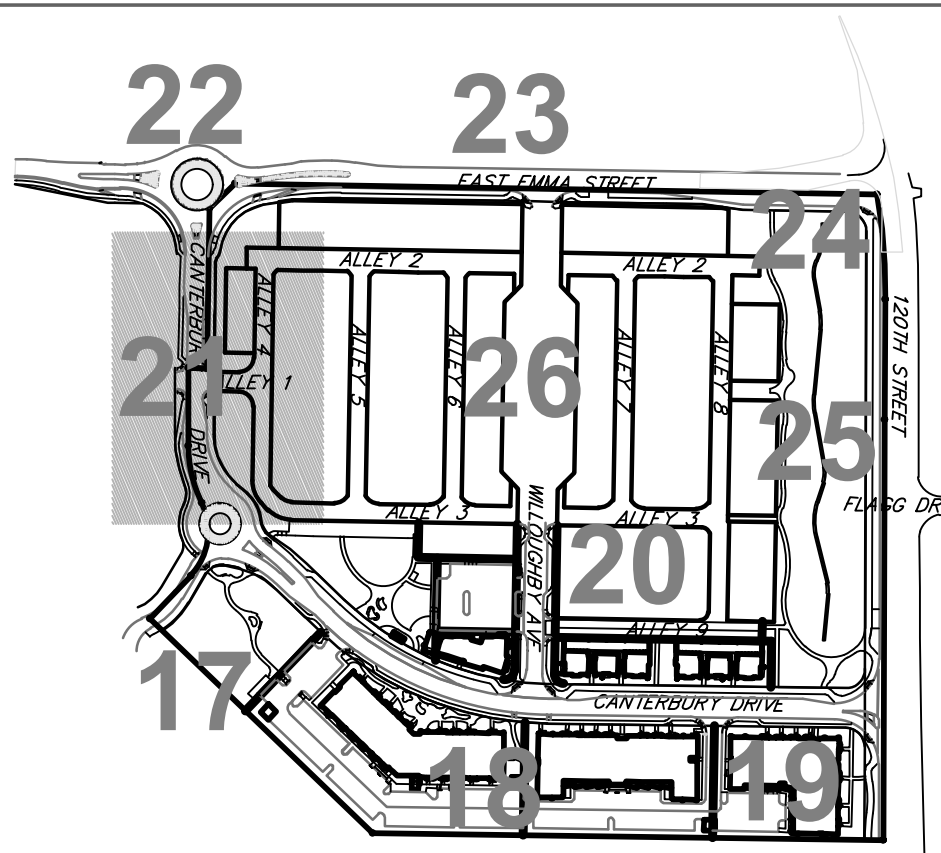 22
23
EAST EMMA STREET
24
CANTERBURY
DRIVE
ALLEY 2
ALLEY 2
ALLEY 4
120TH STREET
21
ALLEY 1
ALLEY 5
ALLEY 6
26
ALLEY 7
ALLEY 8
25
FLAGG DR
ALLEY 3
WILLOUGHBY AVE
ALLEY 3
20
ALLEY 9
17
CANTERBURY DRIVE
18
19